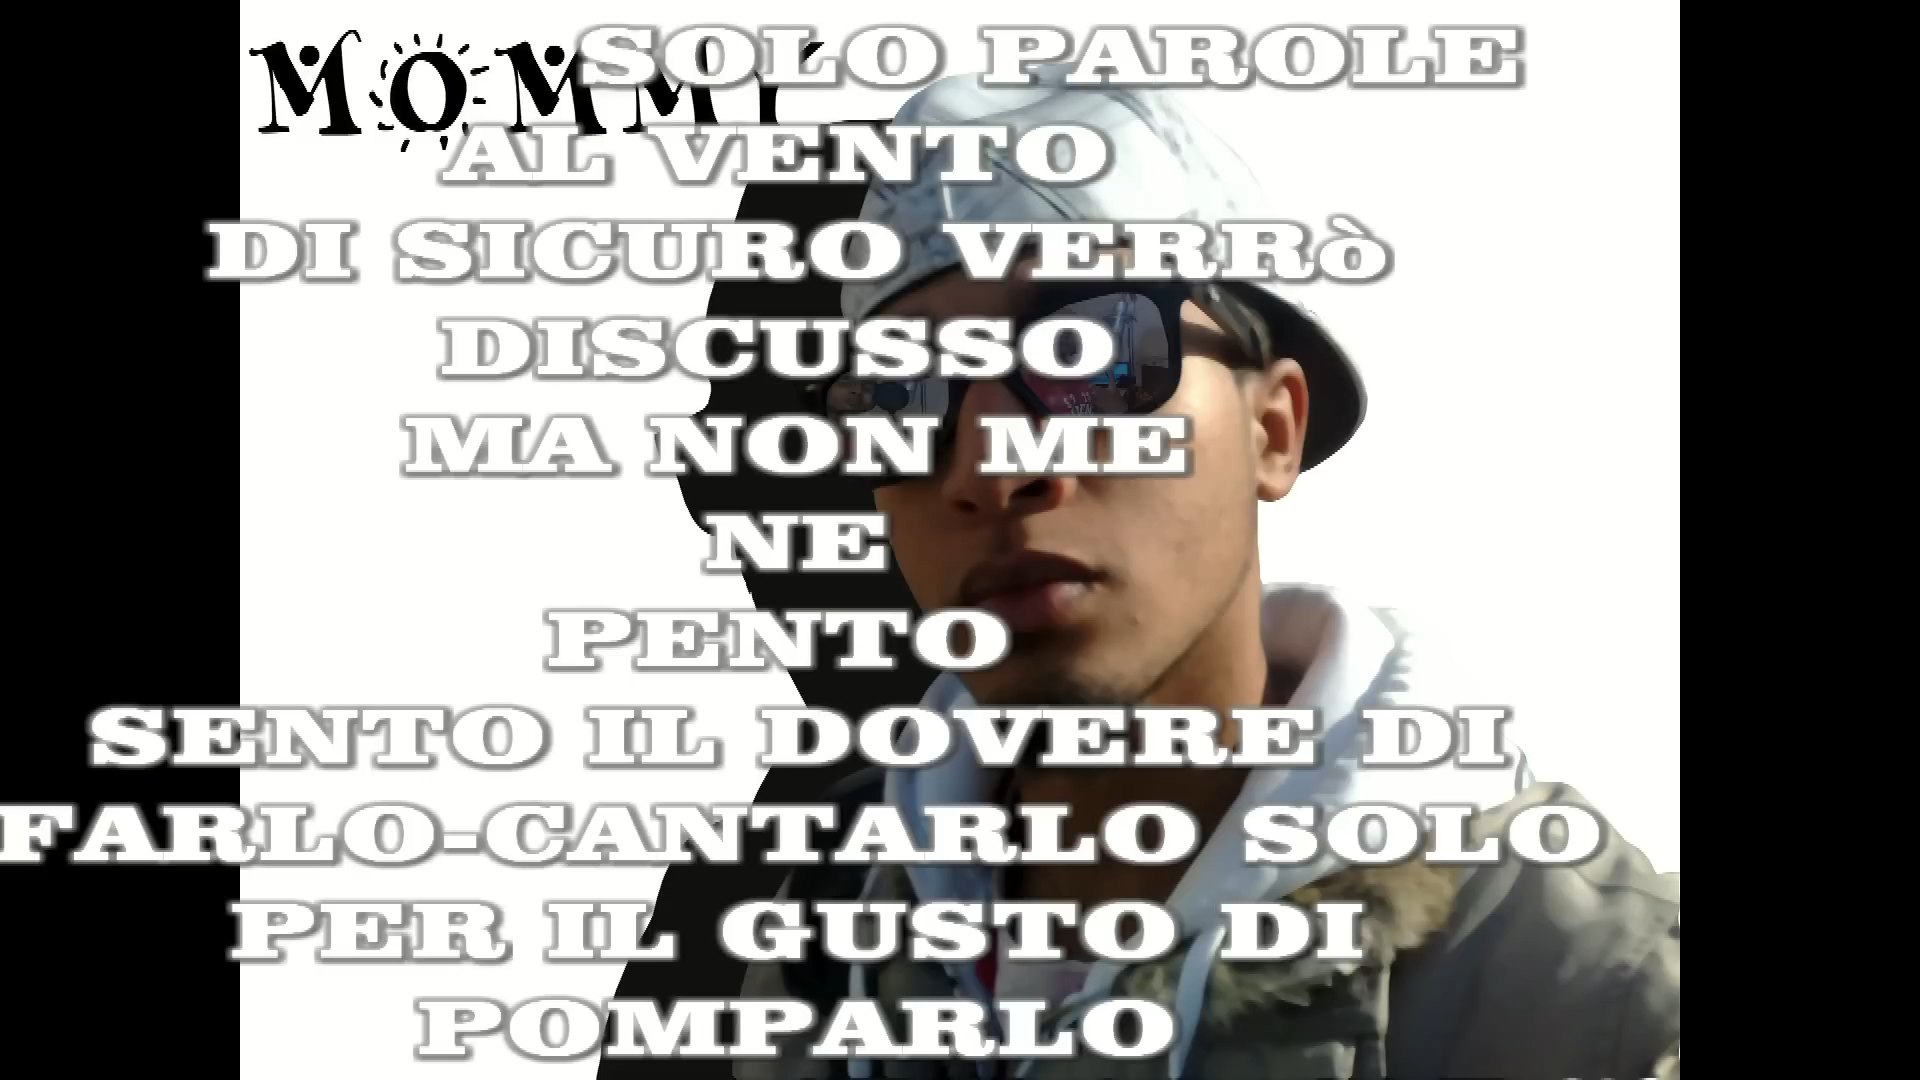 SOLO PAROLE
AL VENTO
DI SICURO VERRò
DISCUSSO
MA NON ME
NE
PENTO
SENTO IL DOVERE DI
FARLO-CANTARLO SOLO
PER IL GUSTO DI
POMPARLO